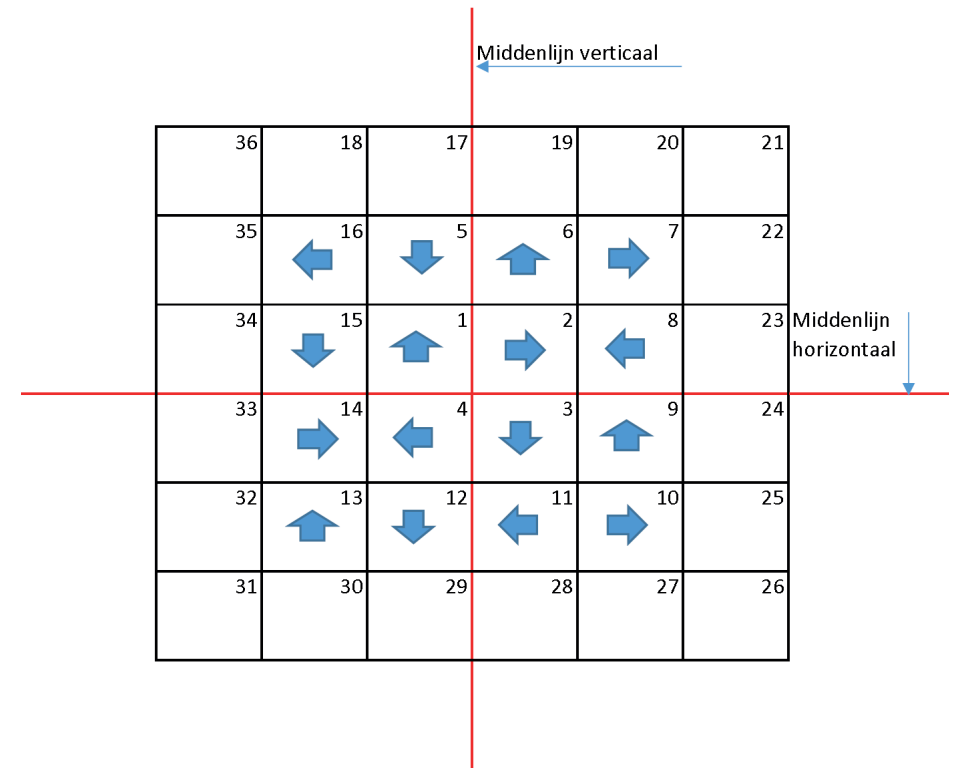 Middenlijn verticaal
36 18 17 19 20 21
35 16 5 6 7 22
34 15 1 2 8 23 Middenlijn
horizontaal
33 14 4 3 9 24
32 13 12 11 10 25
31 30 29 28 27 26